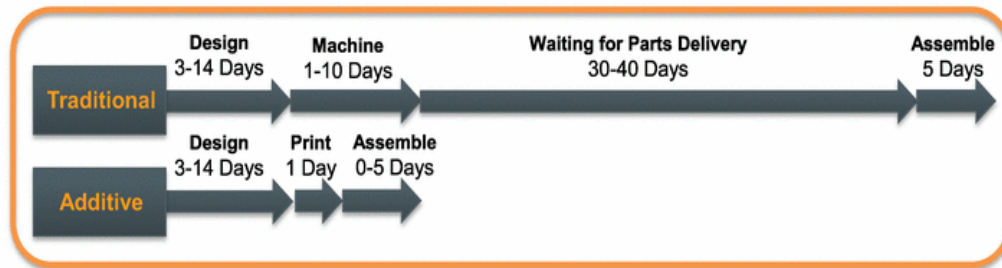 Design
3-14 Days
Machine
1-10 Days
Waiting for Parts Delivery
30-40 Days
Assemble
5 Days
Traditional
Design
3-14 Days
Print
1 Day
Assemble
0-5 Days
Additive